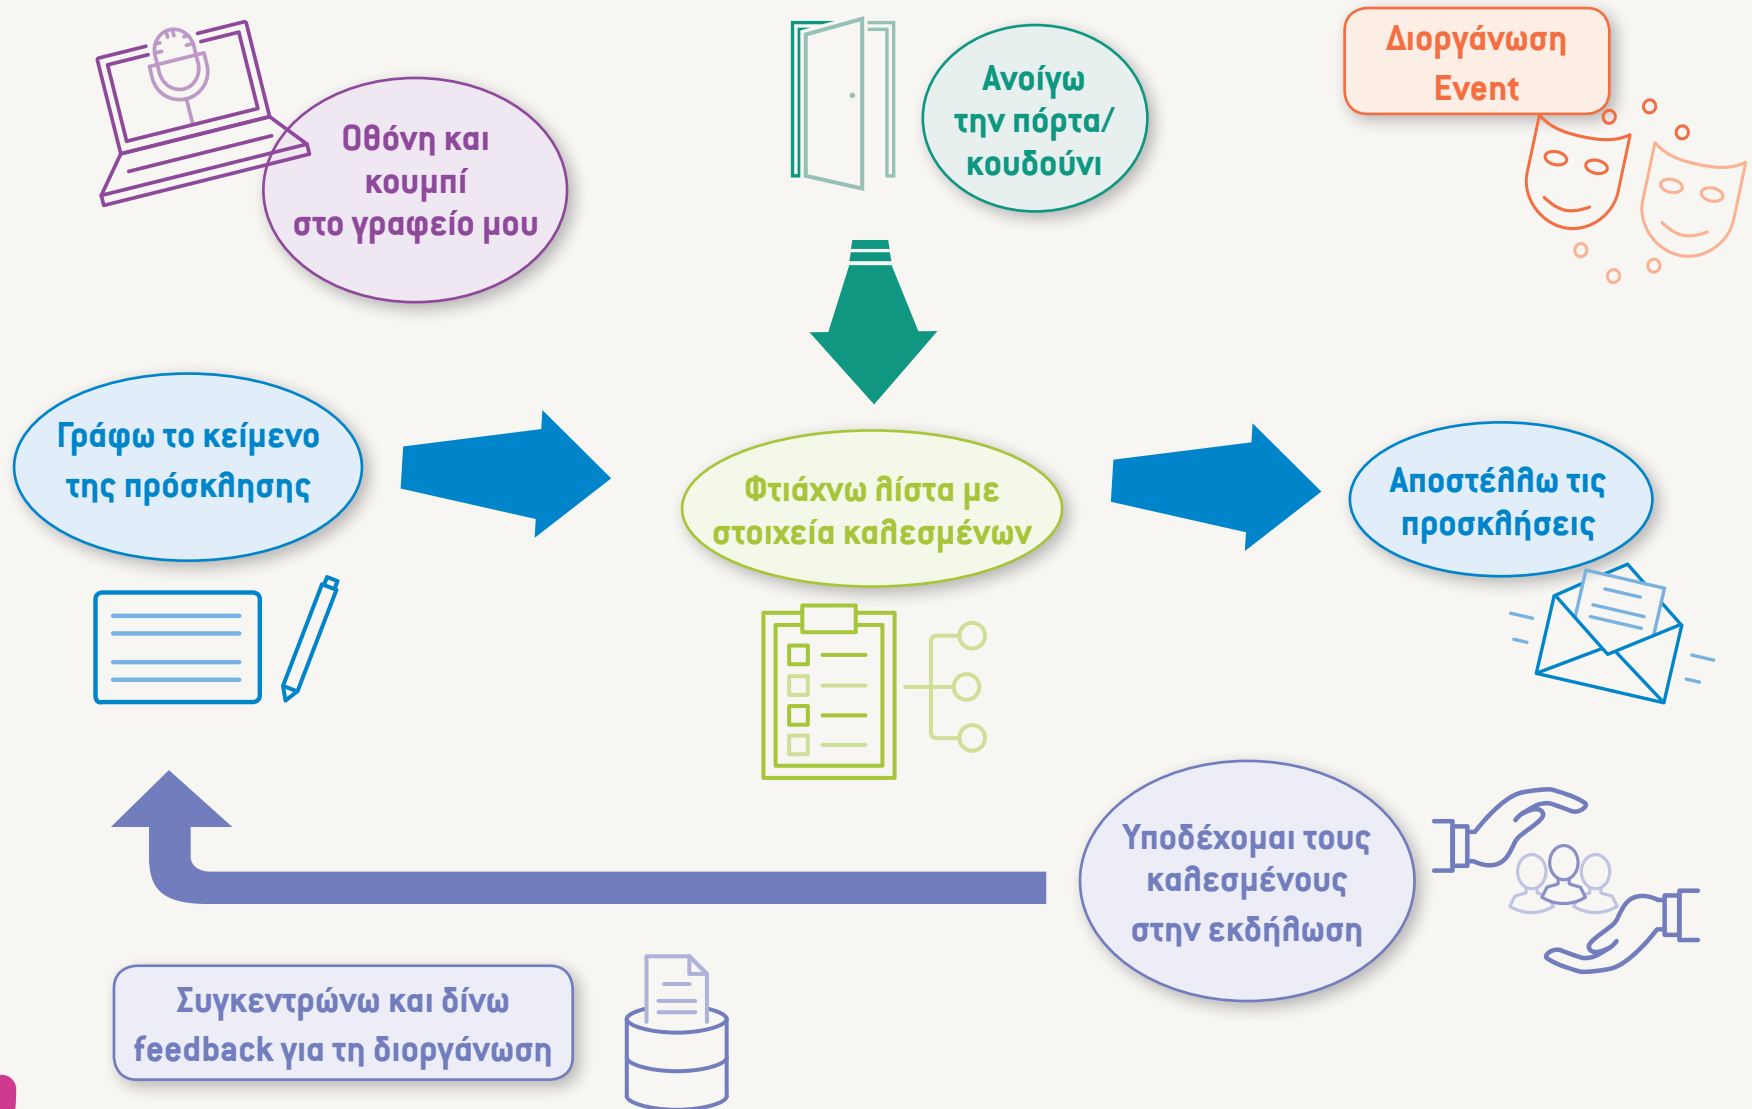 Οθόνη και
κουμπί
στο γραφείο μου
Ανοίγω
την πόρτα/
κουδούνι
Διοργάνωση
Event
Γράφω το κείμενο
της πρόσκλησης
Φτιάχνω λίστα με
στοιχεία καλεσμένων
Αποστέλλω τις
προσκλήσεις
Υποδέχομαι τους
καλεσμένους
στην εκδήλωση
Συγκεντρώνω και δίνω
feedback για τη διοργάνωση